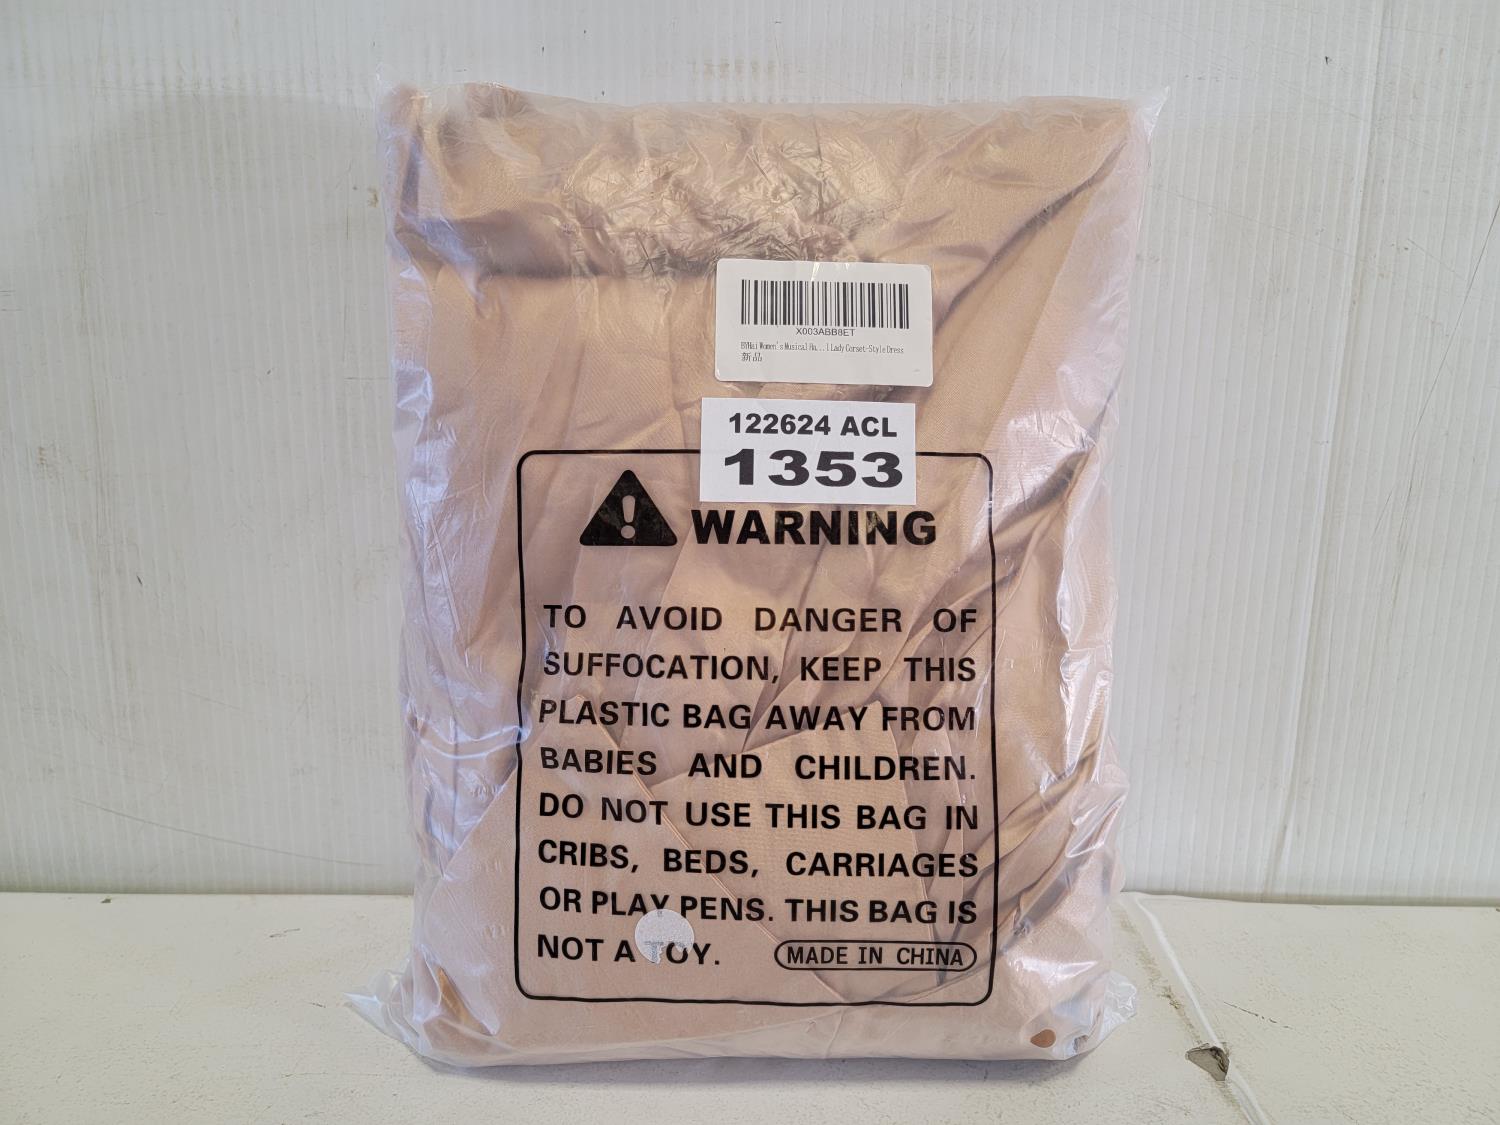 X003ABB8ET
BYHai Women's Musical Ha...l Lady Corset-Style Dress
新品
122624 ACL
1353
WARNING
TO AVOID DANGER OF
SUFFOCATION, KEEP THIS
PLASTIC BAG AWAY FROM
BABIES AND CHILDREN.
DO NOT USE THIS BAG IN
CRIBS, BEDS, CARRIAGES
OR PLAY PENS. THIS BAG IS
NOT A TOY.
MADE IN CHINA